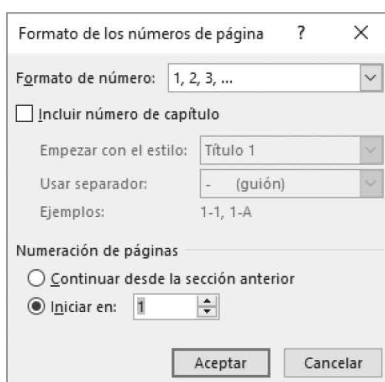 Formato de los números de página ? ×
Formato de número: 1, 2, 3, ...
Incluir número de capítulo
Empezar con el estilo: Título 1
Usar separador: - (guión)
Ejemplos: 1-1, 1-A
Numeración de páginas
Continuar desde la sección anterior
Iniciar en: 1
Aceptar Cancelar